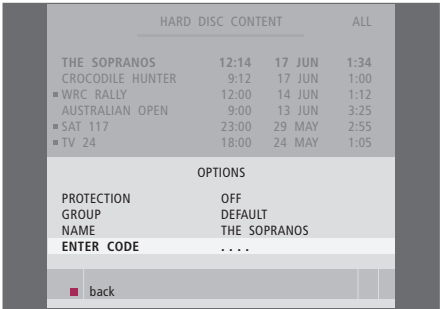 HARD DISC CONTENT ALL
THE SOPRANOS 12:14 17 JUN 1:34
CROCODILE HUNTER 9:12 17 JUN 1:00
WRC RALLY 12:00 14 JUN 1:12
AUSTRALIAN OPEN 9:00 13 JUN 3:25
SAT 117 23:00 29 MAY 2:55
TV 24 18:00 24 MAY 1:05
OPTIONS
PROTECTION OFF
GROUP DEFAULT
NAME THE SOPRANOS
ENTER CODE ....
back